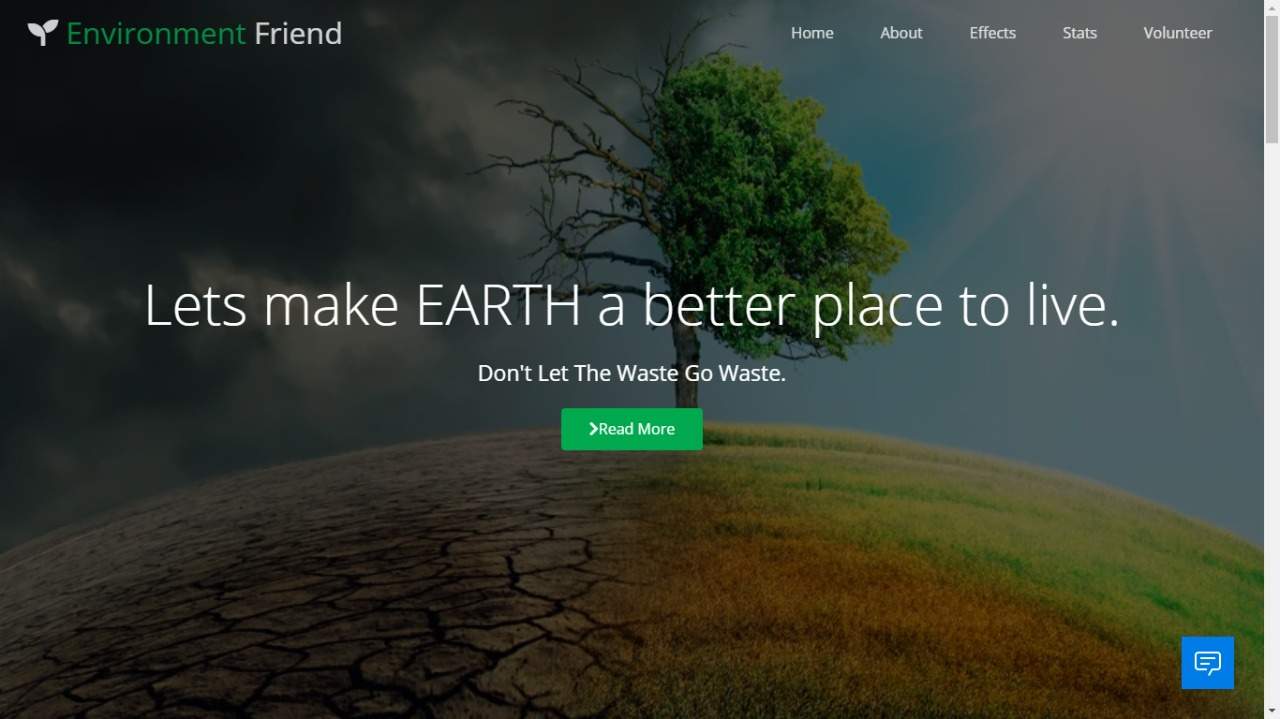 Environment Friend
Home
About
Effects
Stats
Volunteer
Lets make EARTH a better place to live.
Don't Let The Waste Go Waste.
Read More